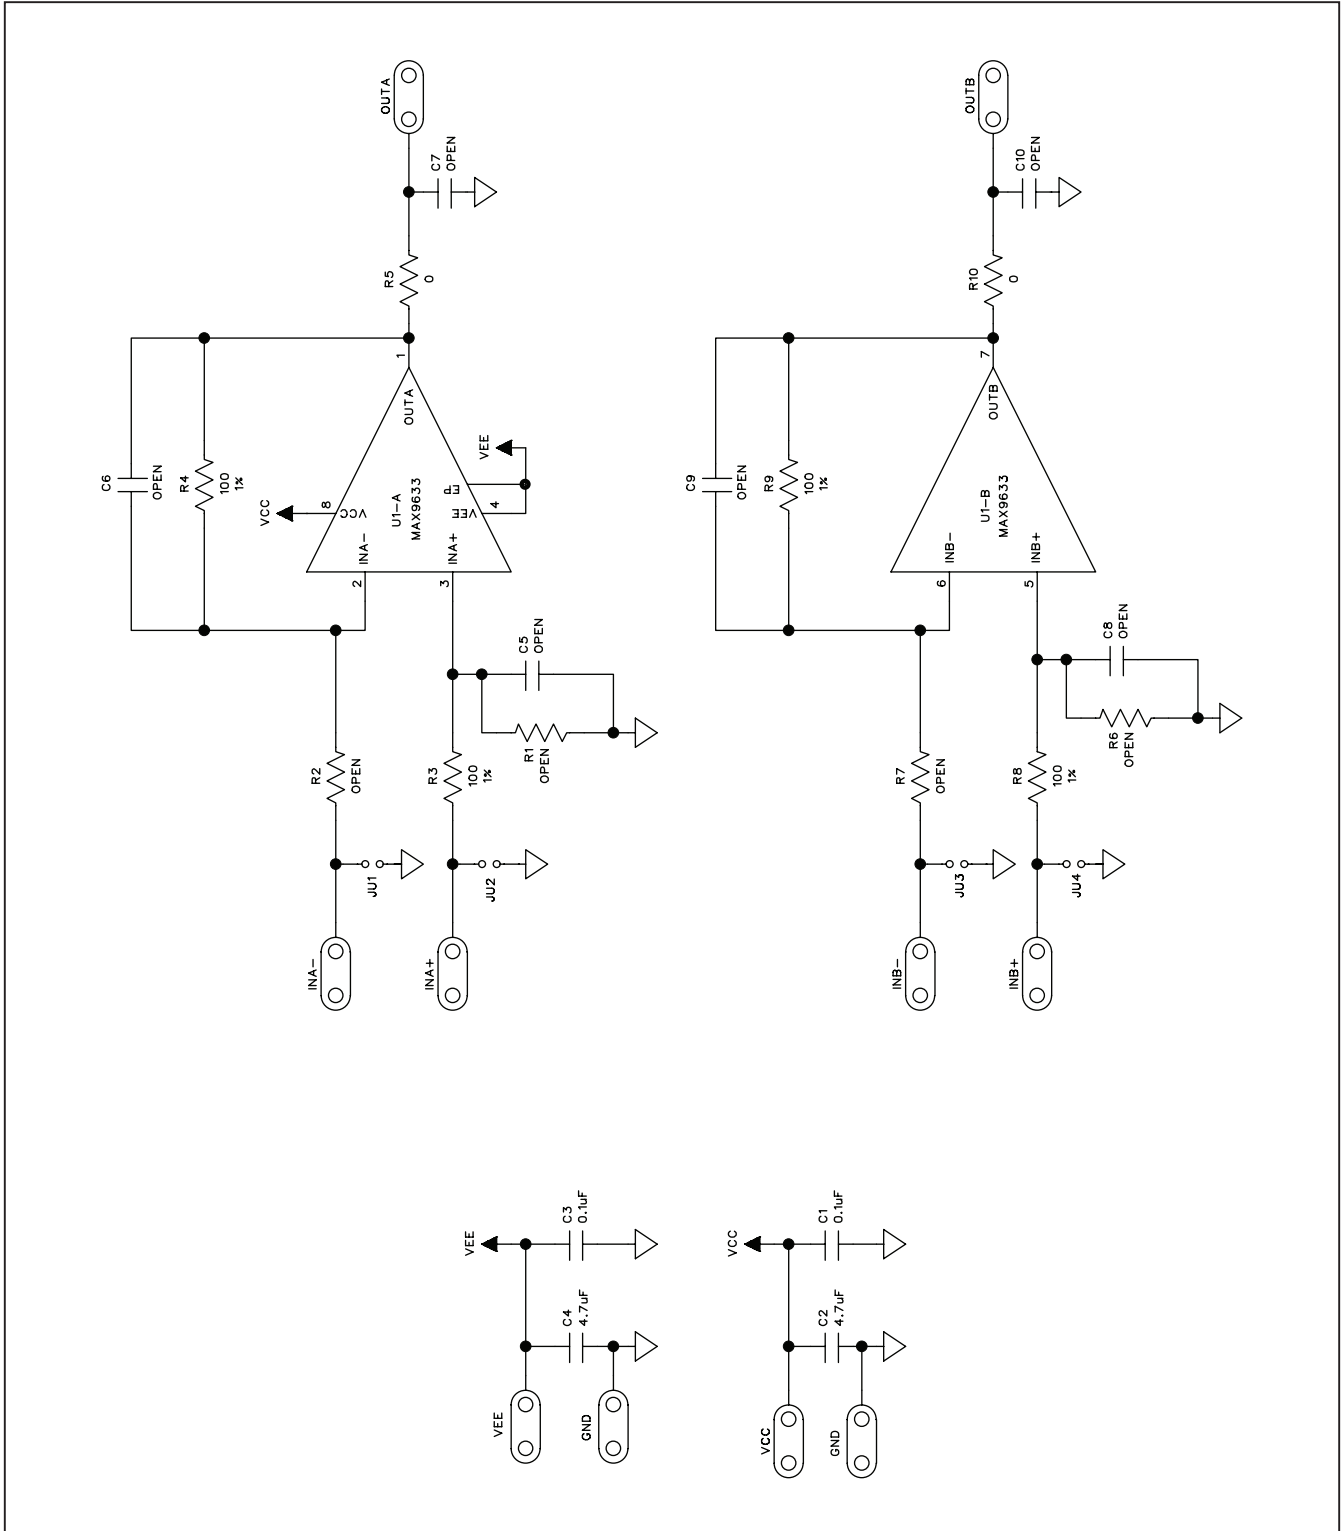 OUTA
C7
OPEN
R5
0
C6
OPEN
R4
100
1%
VCC
8
VCC
1
OUTA
U1-A
MAX9633
INA-
2
INA+
3
VEE
EP
VEE
4
C5
OPEN
R1
OPEN
R2
OPEN
R3
100
1%
JU1
JU2
INA-
INA+
OUTB
C10
OPEN
R10
0
C9
OPEN
R9
100
1%
7
OUTB
U1-B
MAX9633
INB-
6
INB+
5
C8
OPEN
R6
OPEN
R7
OPEN
R8
100
1%
JU3
JU4
INB-
INB+
VEE
C3
0.1uF
C4
4.7uF
VEE
GND
VCC
C1
0.1uF
C2
4.7uF
VCC
GND